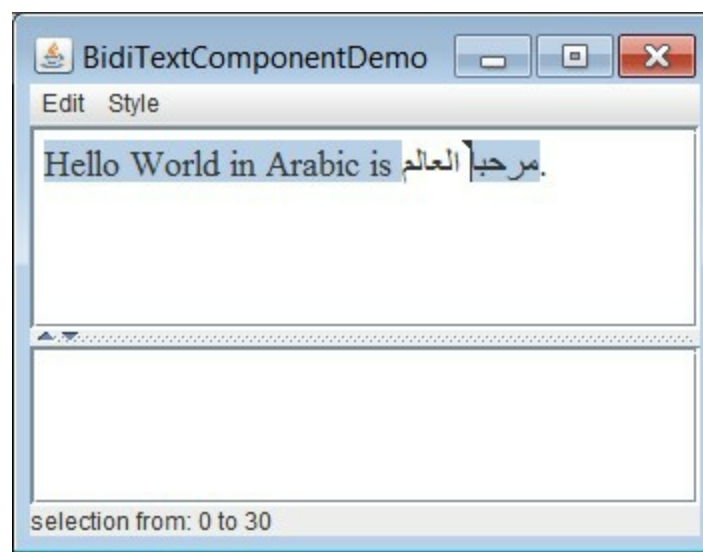 BidiTextComponentDemo
Edit Style
Hello World in Arabic is مرحبا العالم.
selection from: 0 to 30